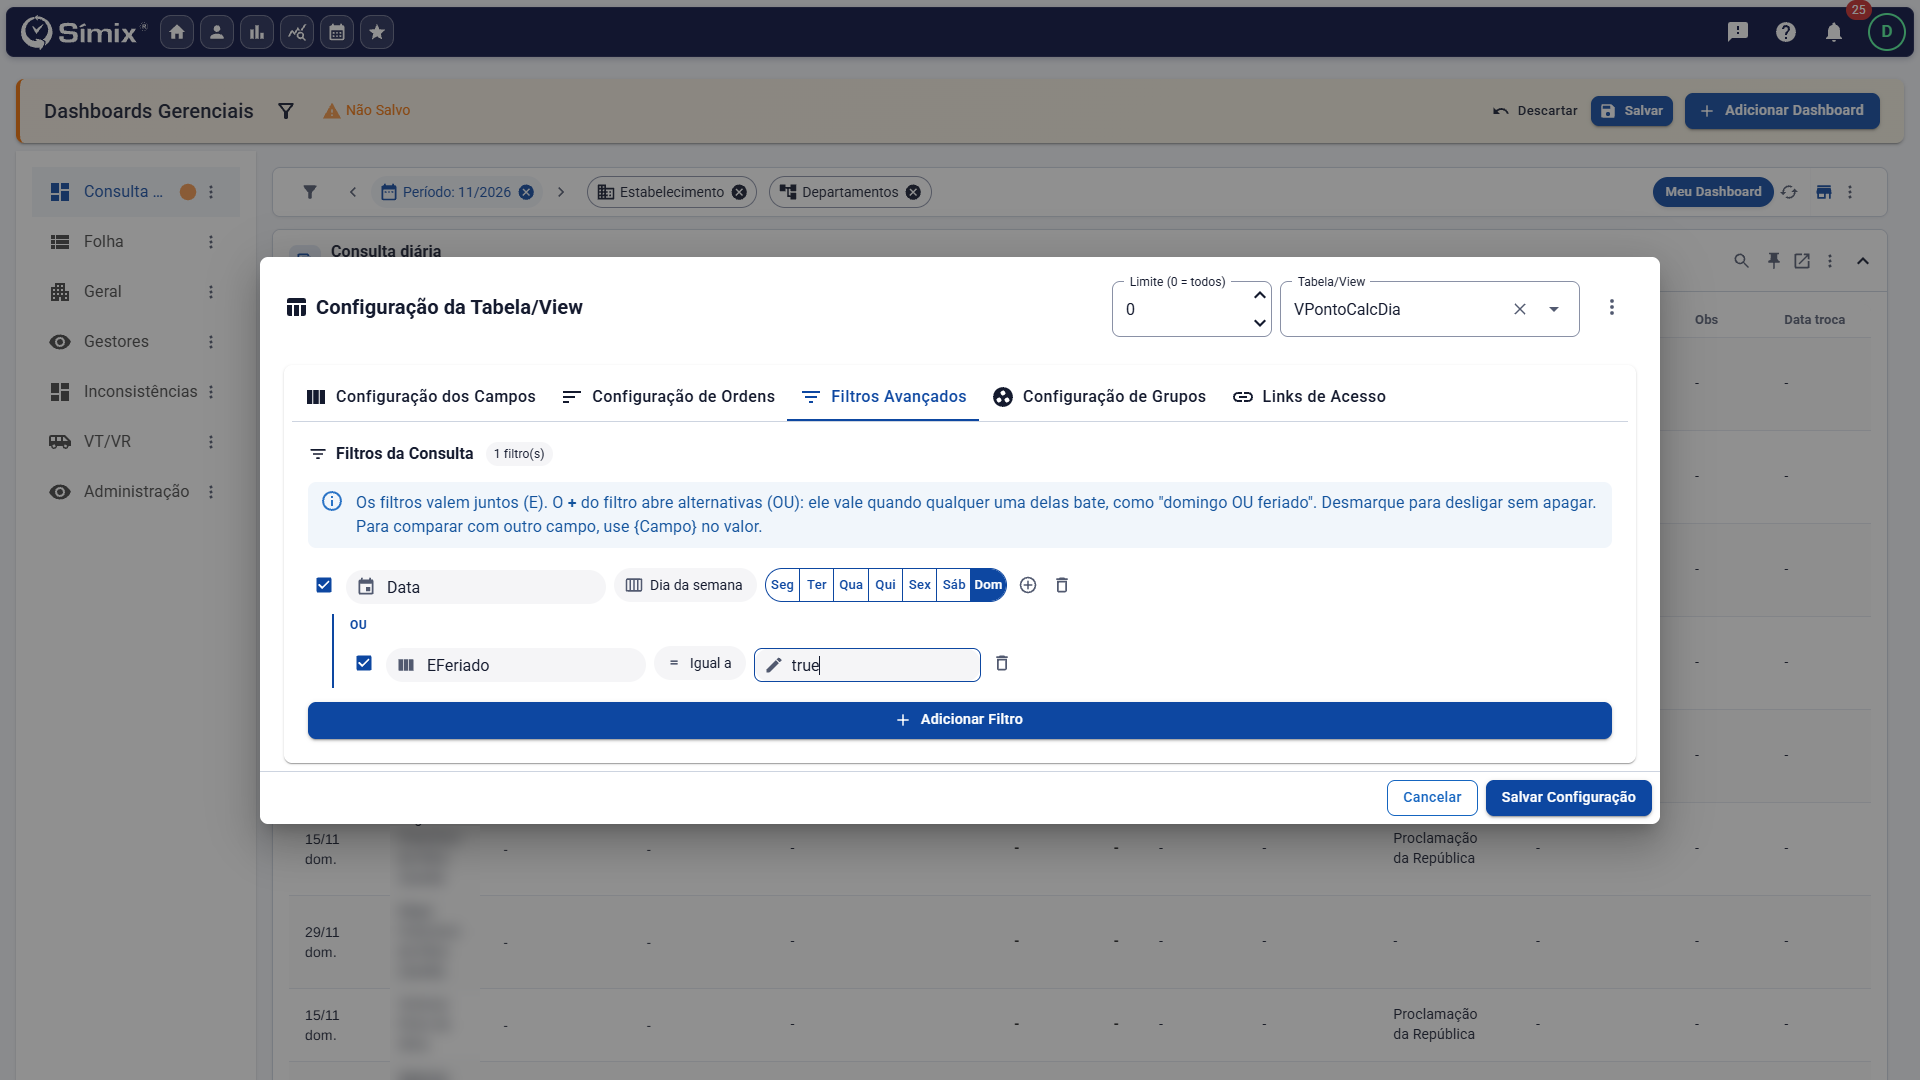 Símix
25
D
Dashboards Gerenciais
Não Salvo
Descartar
Salvar
Adicionar Dashboard
Consulta ...
Folha
Geral
Gestores
Inconsistências
VT/VR
Administração
Período: 11/2026
Estabelecimento
Departamentos
Meu Dashboard
Consulta diária
Obs
Data troca
Configuração da Tabela/View
Limite (0 = todos)
0
Tabela/View
VPontoCalcDia
Configuração dos Campos
Configuração de Ordens
Filtros Avançados
Configuração de Grupos
Links de Acesso
Filtros da Consulta
1 filtro(s)
Os filtros valem juntos (E). O + do filtro abre alternativas (OU): ele vale quando qualquer uma delas bate, como "domingo OU feriado". Desmarque para desligar sem apagar.
Para comparar com outro campo, use {Campo} no valor.
Data
Dia da semana
Seg Ter Qua Qui Sex Sáb Dom
OU
EFeriado
= Igual a
true
+ Adicionar Filtro
Cancelar
Salvar Configuração
15/11
dom.
Proclamação
da República
29/11
dom.
15/11
dom.
Proclamação
da República